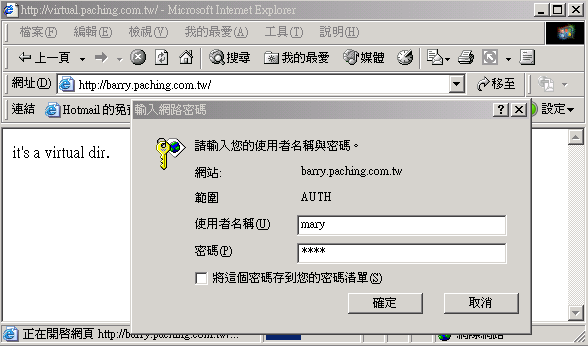 http://virtual.paching.com.tw/ - Microsoft Internet Explorer
檔案(F) 編輯(E) 檢視(V) 我的最愛(A) 工具(T) 說明(H)
上一頁 搜尋 我的最愛 媒體
網址(D) http://barry.paching.com.tw/ 移至
連結 Hotmail 的免 設定
輸入網路密碼
it's a virtual dir.
請輸入您的使用者名稱與密碼。
網站: barry.paching.com.tw
範圍 AUTH
使用者名稱(U) mary
密碼(P) ****
將這個密碼存到您的密碼清單(S)
確定 取消
正在開啓網頁 http://barry.paching.com.tw/...